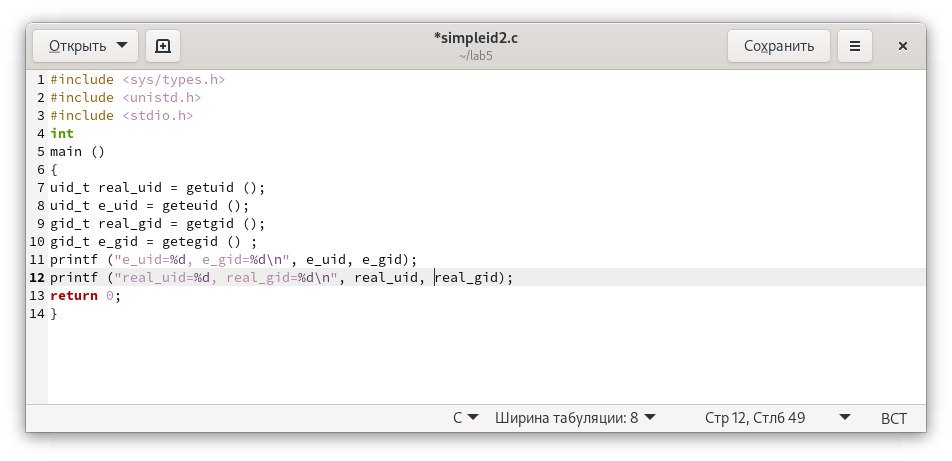 Открыть
*simpleid2.c
~/lab5
Сохранить
1 #include <sys/types.h>
2 #include <unistd.h>
3 #include <stdio.h>
4 int
5 main ()
6 {
7 uid_t real_uid = getuid ();
8 uid_t e_uid = geteuid ();
9 gid_t real_gid = getgid ();
10 gid_t e_gid = getegid () ;
11 printf ("e_uid=%d, e_gid=%d\n", e_uid, e_gid);
12 printf ("real_uid=%d, real_gid=%d\n", real_uid, real_gid);
13 return 0;
14 }
C Ширина табуляции: 8 Стр 12, Стлб 49 ВСТ